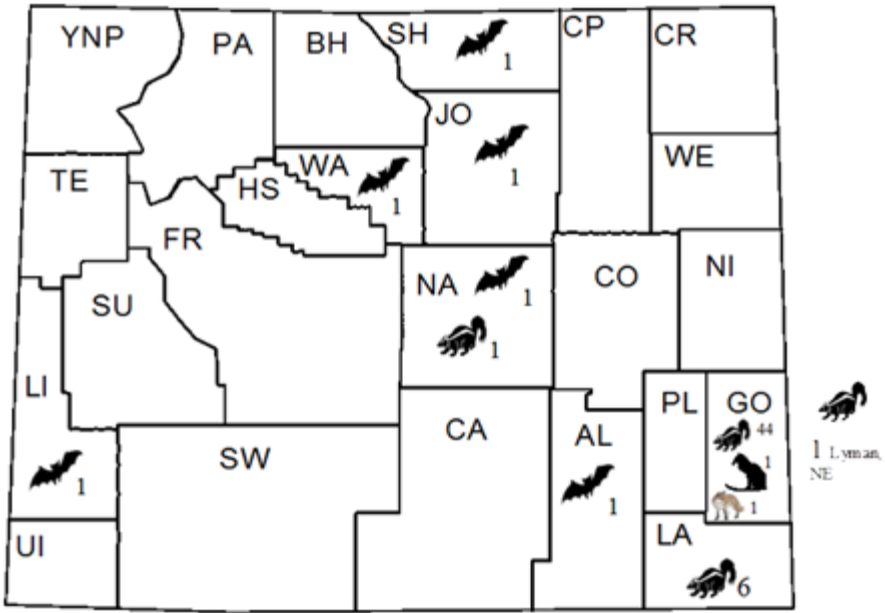 YNP
PA
BH
SH
1
CP
CR
JO
1
WA
1
WE
TE
HS
FR
NA
1
1
CO
NI
SU
LI
1
PL
GO
44
1
1
1 Lyman,
NE
CA
AL
1
SW
UI
LA
6